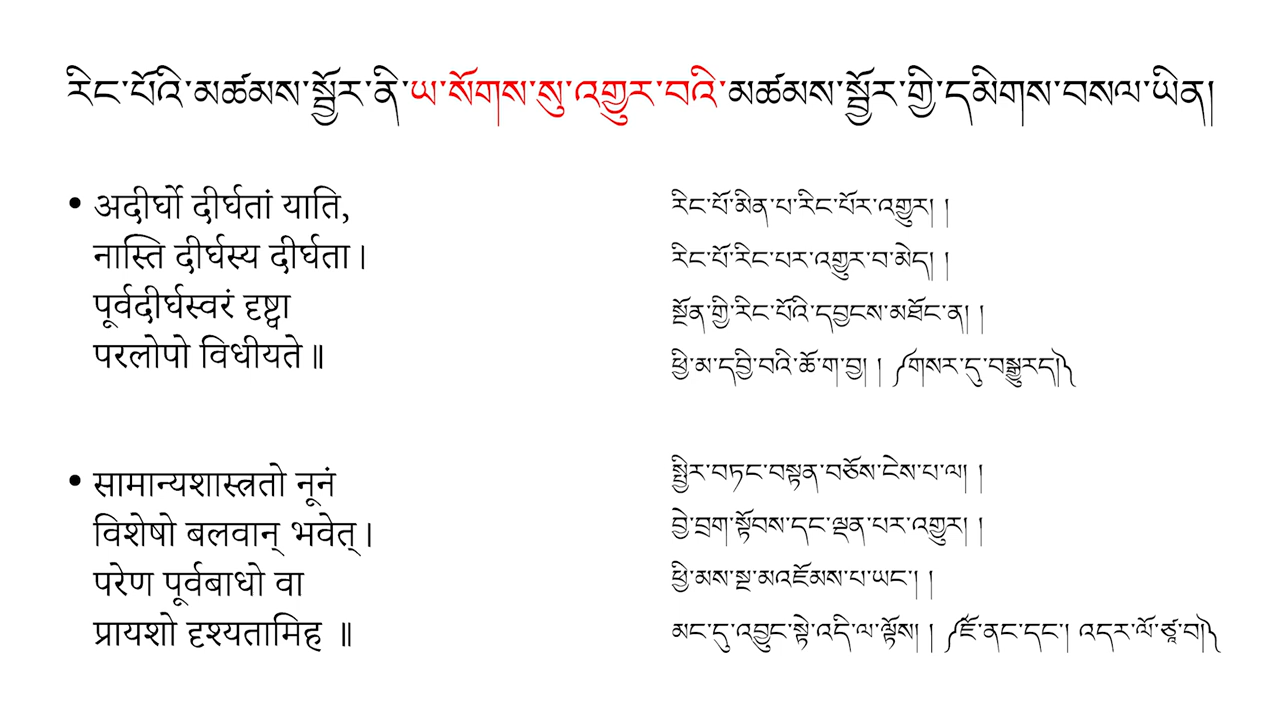 རིང་པོའི་མཚམས་སྦྱོར་ནི་ཡ་སོགས་སུ་འགྱུར་བའི་མཚམས་སྦྱོར་གྱི་དམིགས་བསལ་ཡིན།
• अदीर्घो दीर्घतां याति,
नास्ति दीर्घस्य दीर्घता।
पूर्वदीर्घस्वरं दृष्ट्वा
परलोपो विधीयते॥
རིང་པོ་མིན་པ་རིང་པོར་འགྱུར། །
རིང་པོ་རིང་པར་འགྱུར་བ་མེད། །
སྔོན་གྱི་རིང་པོའི་དབྱངས་མཐོང་ན། །
ཕྱི་མ་དབྱི་བའི་ཆོ་ག་བྱ། ། ༼གསར་དུ་བསྒྱུརད།༽
• सामान्यशास्त्रतो नूनं
विशेषो बलवान् भवेत्।
परेण पूर्वबाधो वा
प्रायशो दृश्यतामिह ॥
སྤྱིར་བཏང་བསྟན་བཅོས་ངེས་པ་ལ། །
བྱེ་བྲག་སྟོབས་དང་ལྡན་པར་འགྱུར། །
ཕྱི་མས་སྔ་མའཇོམས་པ་ཡང་། །
མང་དུ་འབྱུང་སྟེ་འདི་ལ་ལྟོས། ། ༼ཇོ་ནང་དང་། འདར་ལོ་ཙཱ་བ།༽